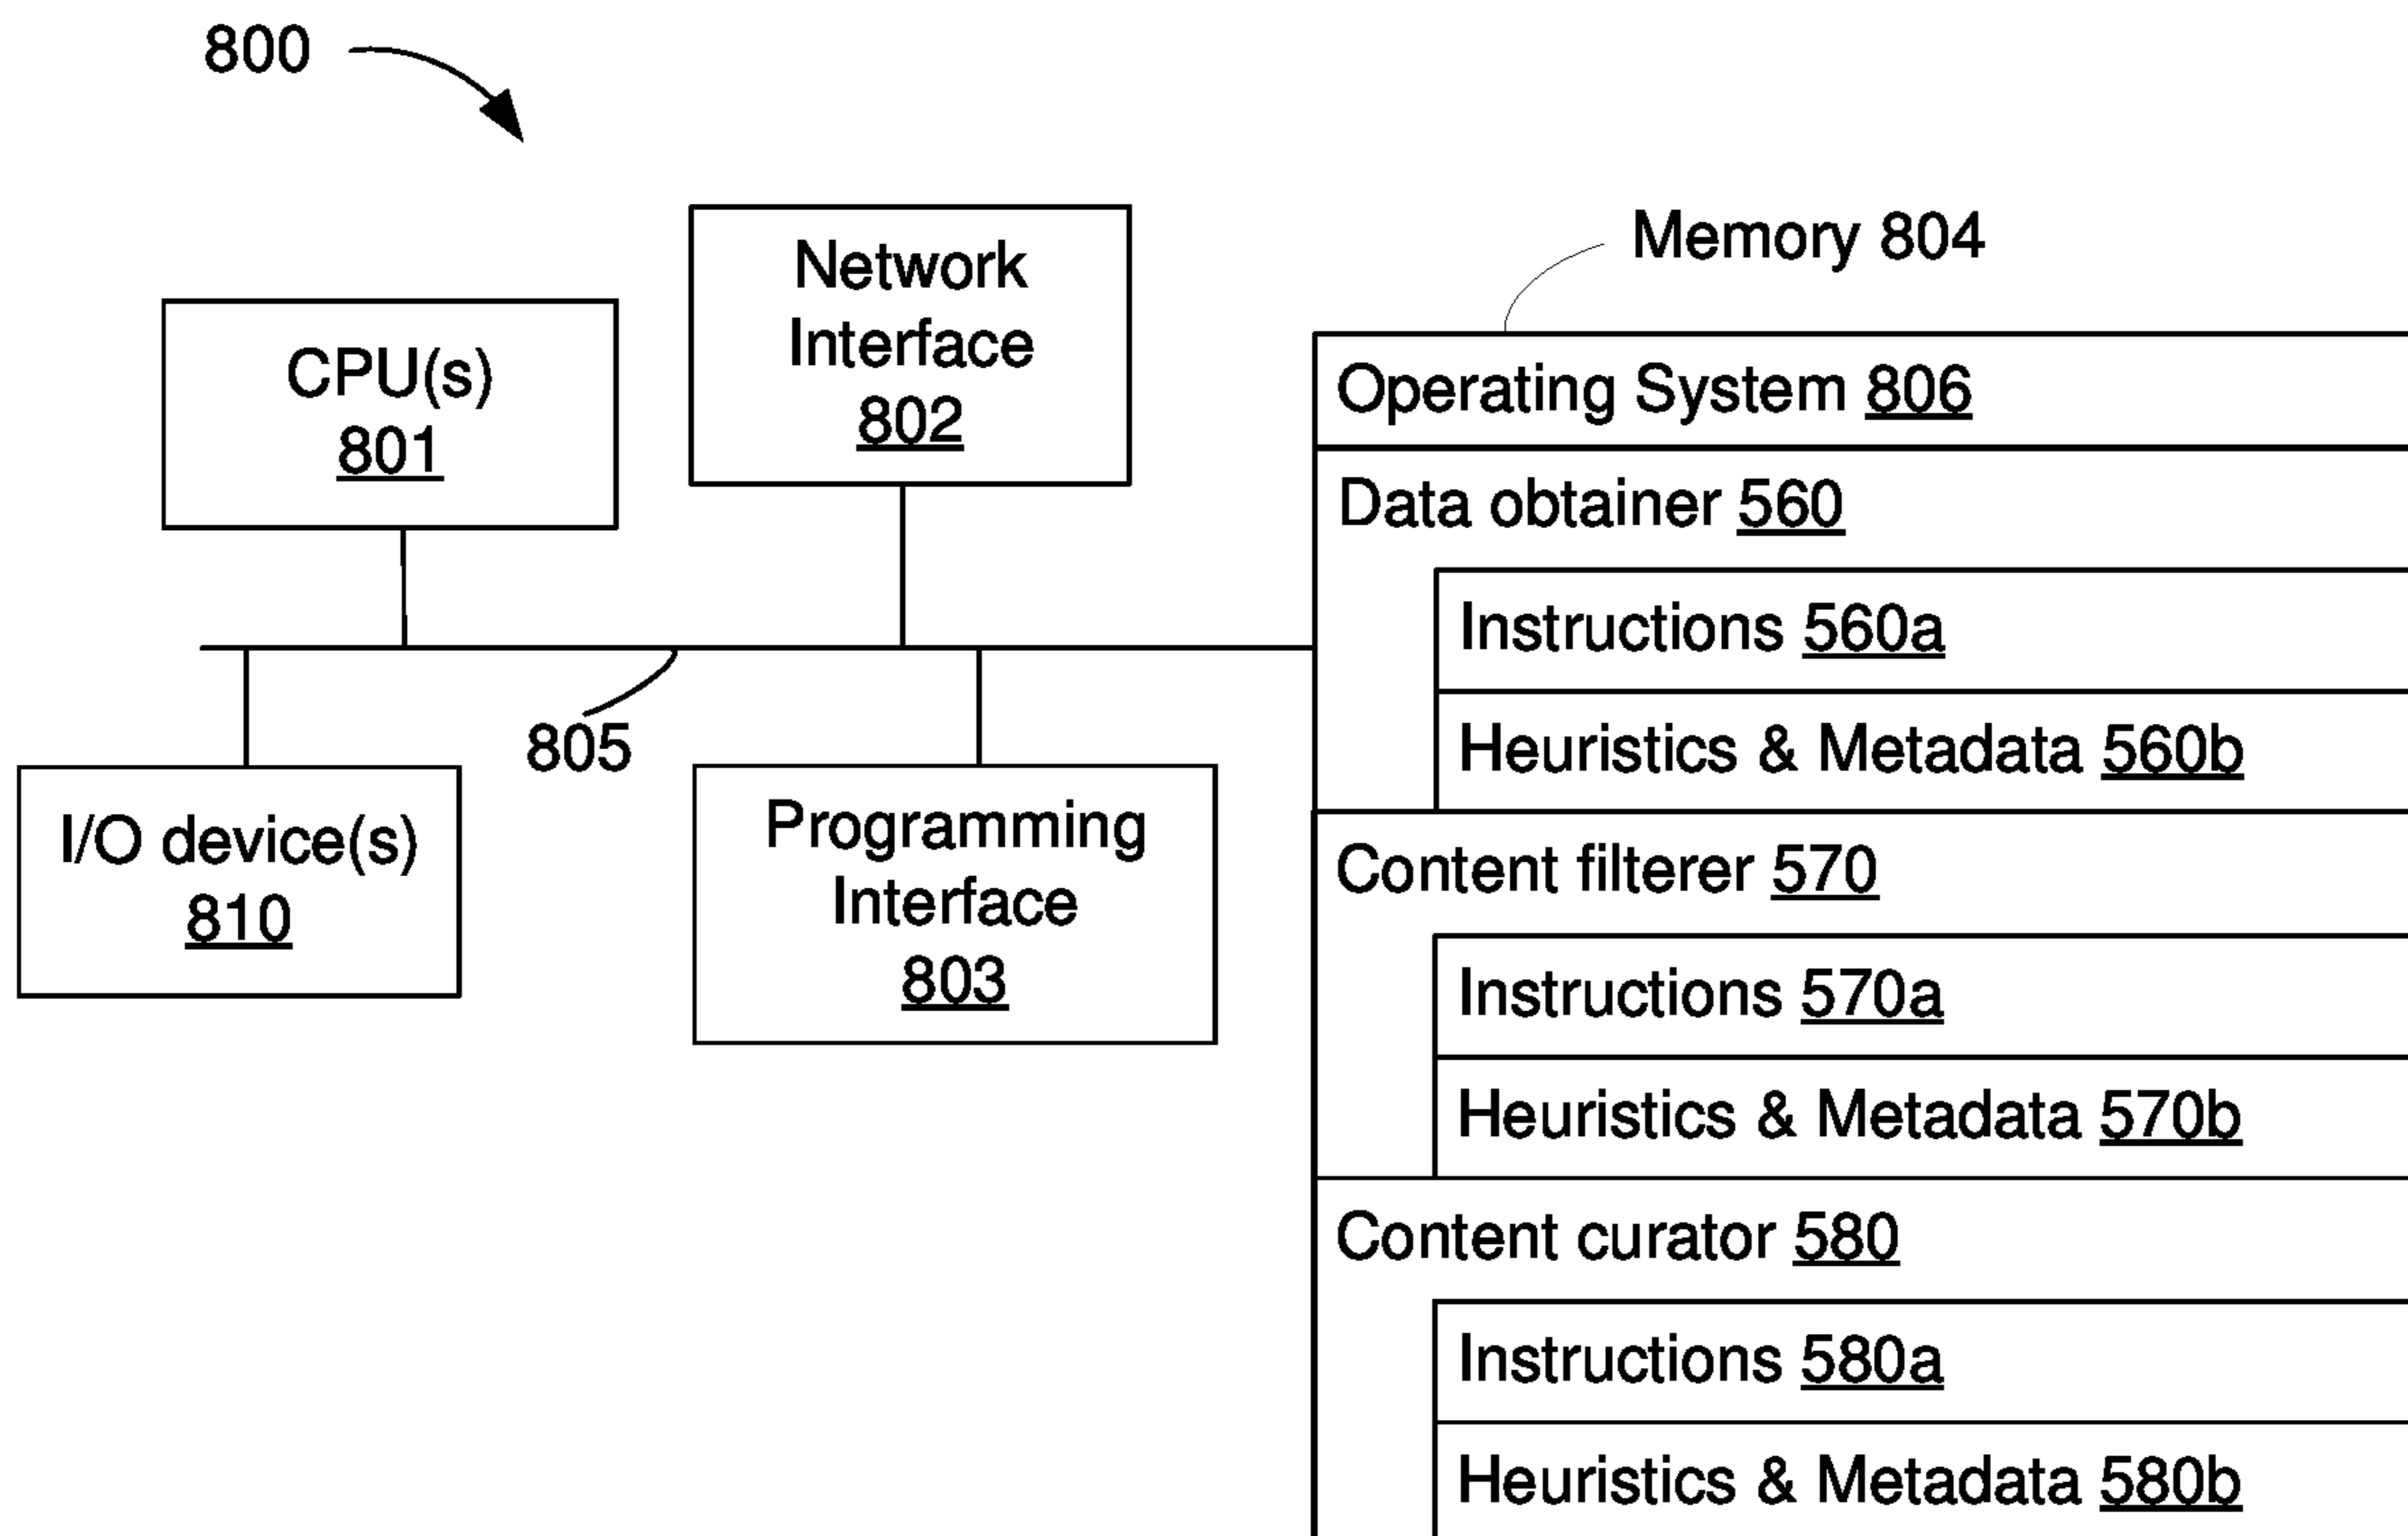 800
CPU(s)
801
Network
Interface
802
Memory 804
805
I/O device(s)
810
Programming
Interface
803
Operating System 806
Data obtainer 560
Instructions 560a
Heuristics & Metadata 560b
Content filterer 570
Instructions 570a
Heuristics & Metadata 570b
Content curator 580
Instructions 580a
Heuristics & Metadata 580b